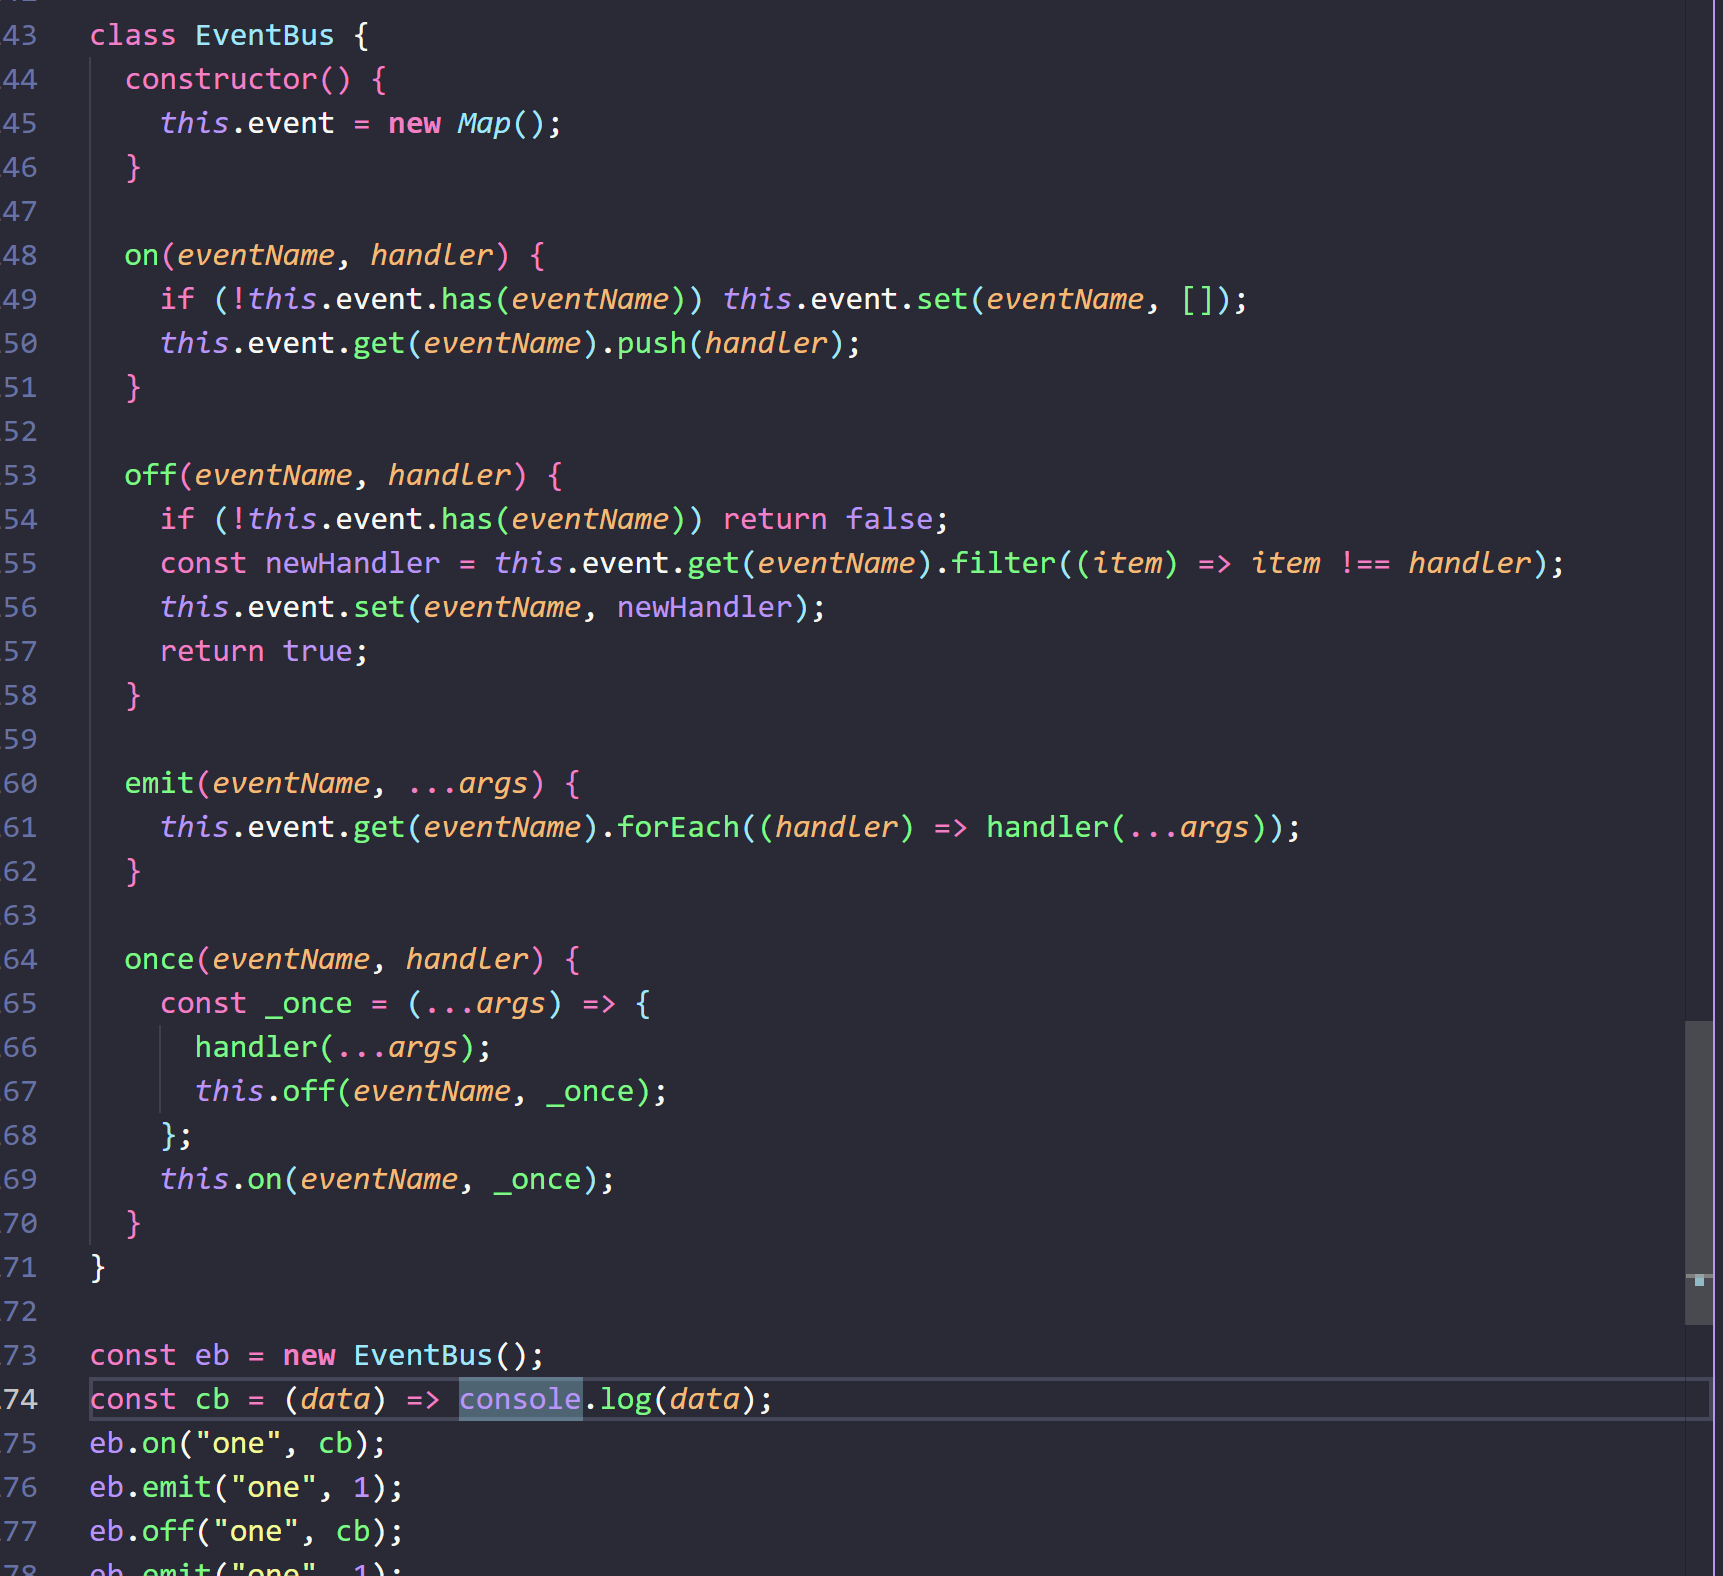 43 class EventBus {
44 constructor() {
45 this.event = new Map();
46 }
47
48 on(eventName, handler) {
49 if (!this.event.has(eventName)) this.event.set(eventName, []);
50 this.event.get(eventName).push(handler);
51 }
52
53 off(eventName, handler) {
54 if (!this.event.has(eventName)) return false;
55 const newHandler = this.event.get(eventName).filter((item) => item !== handler);
56 this.event.set(eventName, newHandler);
57 return true;
58 }
59
60 emit(eventName, ...args) {
61 this.event.get(eventName).forEach((handler) => handler(...args));
62 }
63
64 once(eventName, handler) {
65 const _once = (...args) => {
66 handler(...args);
67 this.off(eventName, _once);
68 };
69 this.on(eventName, _once);
70 }
71 }
72
73 const eb = new EventBus();
74 const cb = (data) => console.log(data);
75 eb.on("one", cb);
76 eb.emit("one", 1);
77 eb.off("one", cb);
78 eb.emit("one", 1);